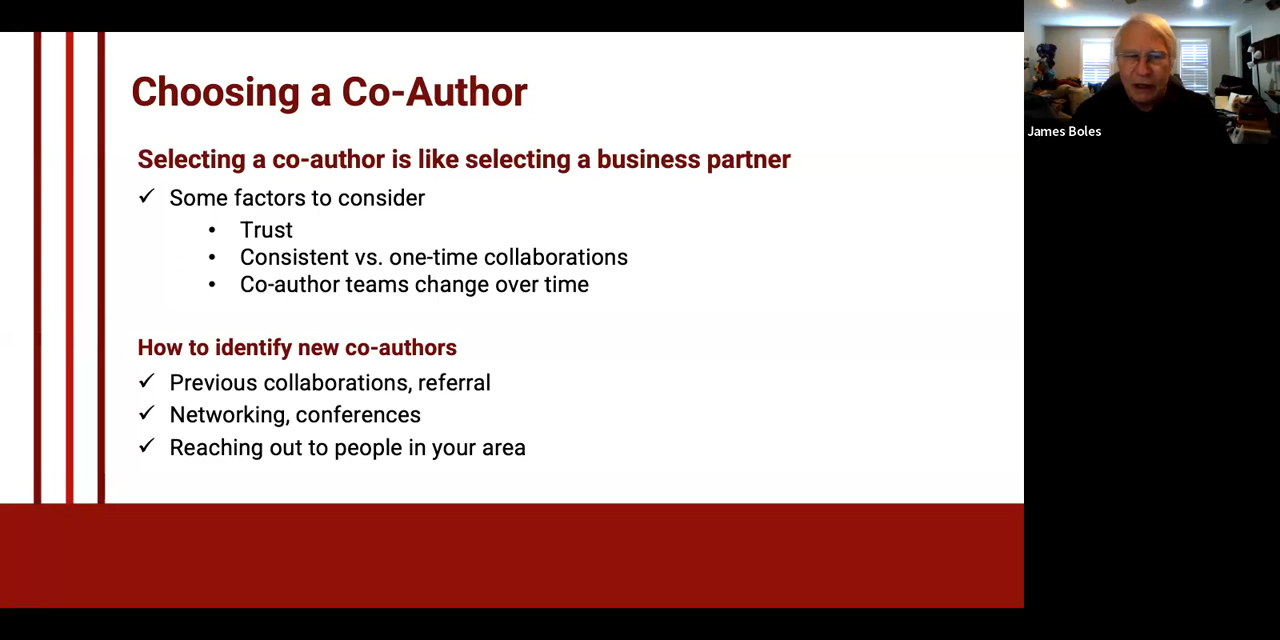 Choosing a Co-Author
Selecting a co-author is like selecting a business partner
✓ Some factors to consider
• Trust
• Consistent vs. one-time collaborations
• Co-author teams change over time
How to identify new co-authors
✓ Previous collaborations, referral
✓ Networking, conferences
✓ Reaching out to people in your area
James Boles